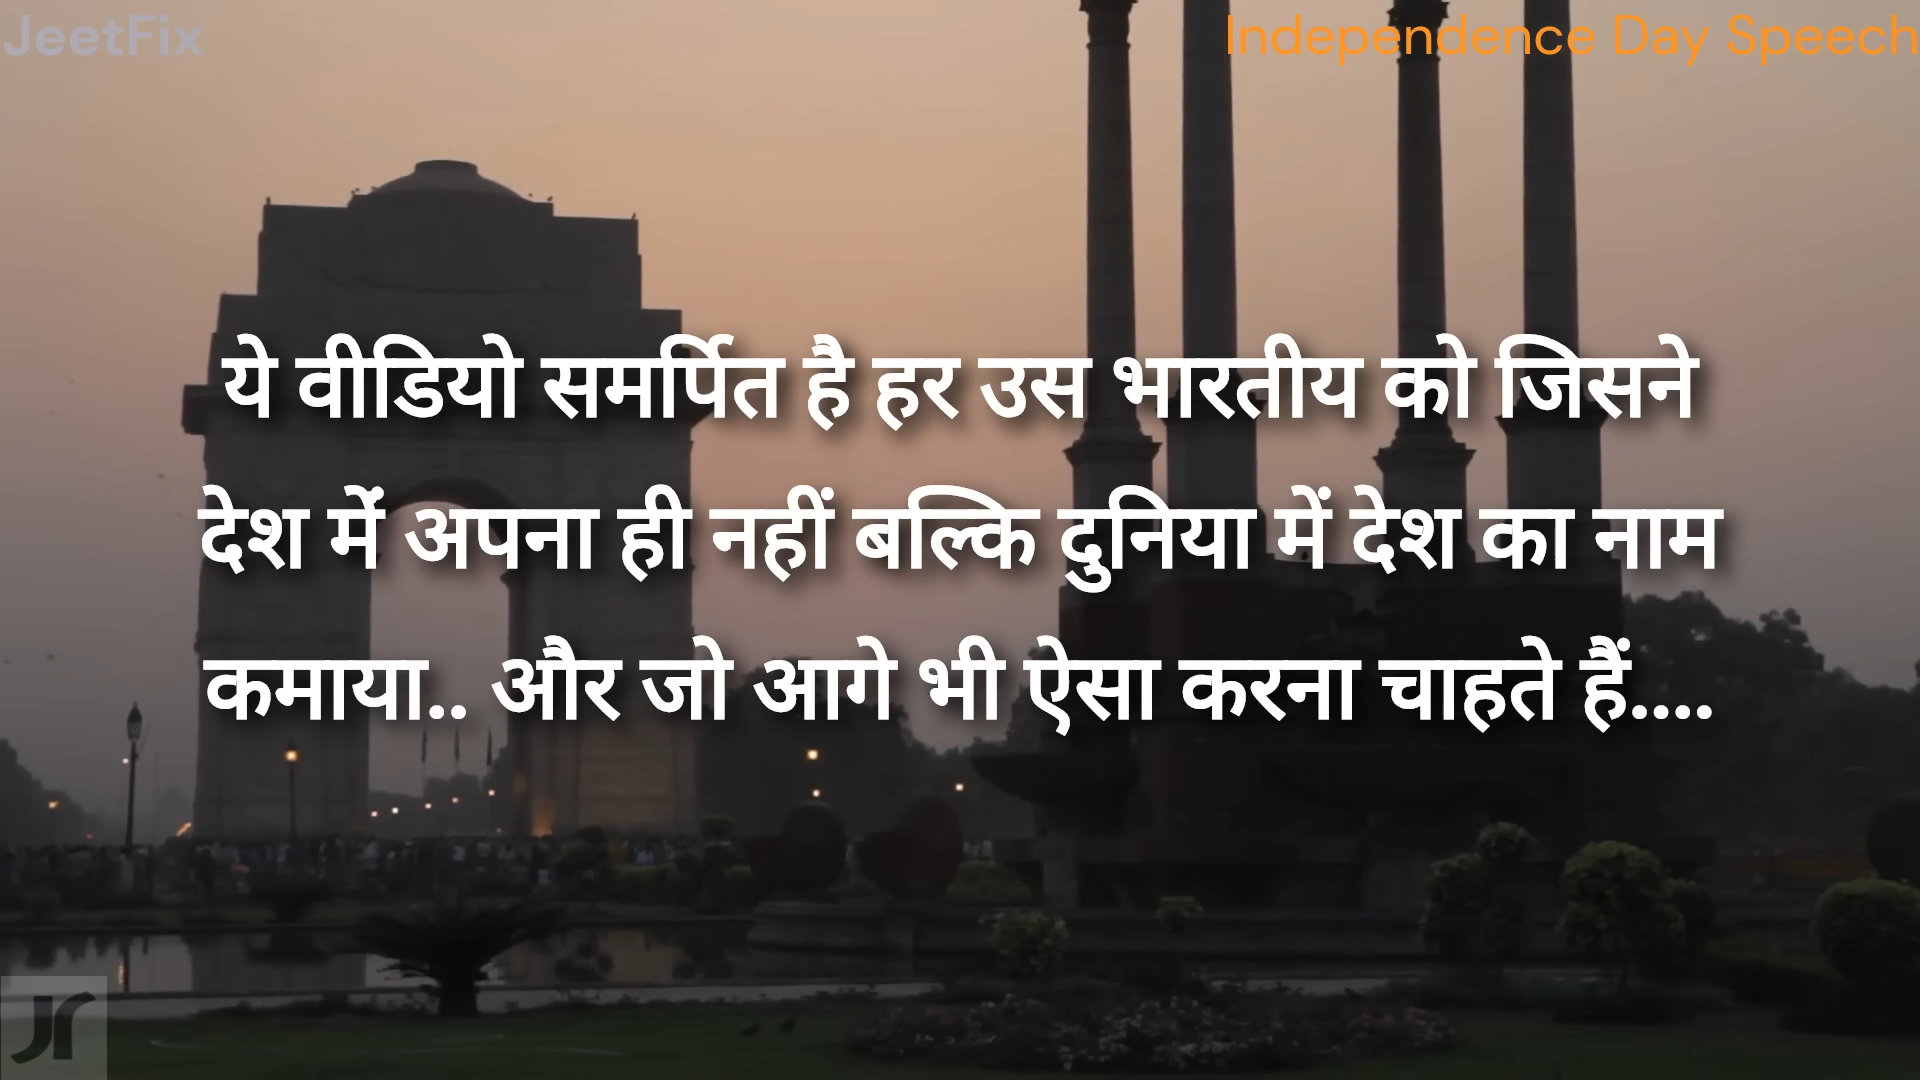 JeetFix
Independence Day Speech
ये वीडियो समर्पित है हर उस भारतीय को जिसने
देश में अपना ही नहीं बल्कि दुनिया में देश का नाम
कमाया.. और जो आगे भी ऐसा करना चाहते हैं....